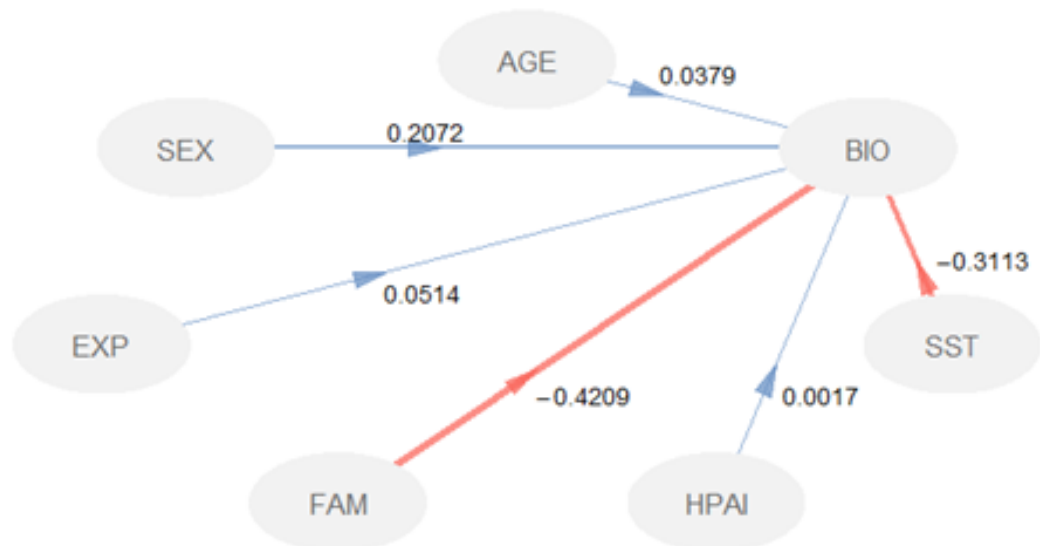 AGE
0.0379
0.2072
SEX
BIO
−0.3113
0.0514
EXP
SST
−0.4209
0.0017
FAM
HPAI